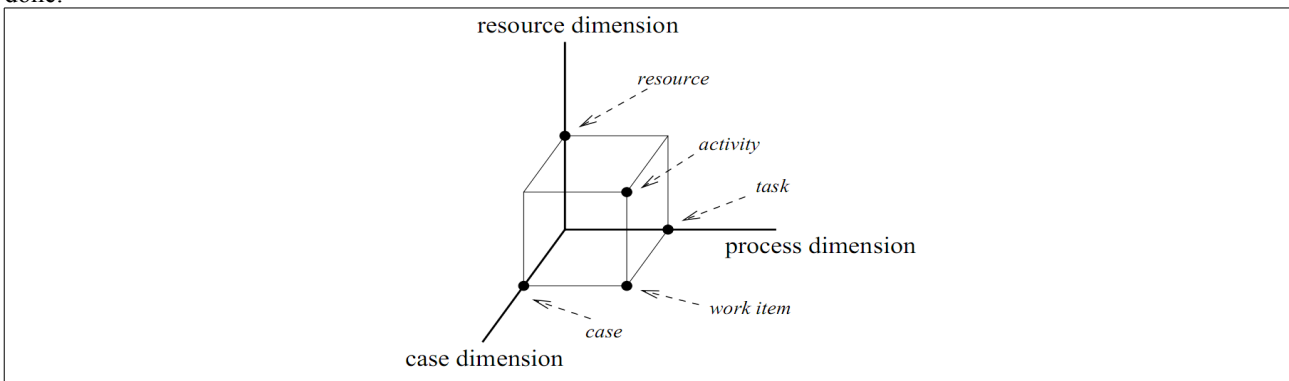 done.
resource dimension
resource
activity
task
process dimension
work item
case
case dimension